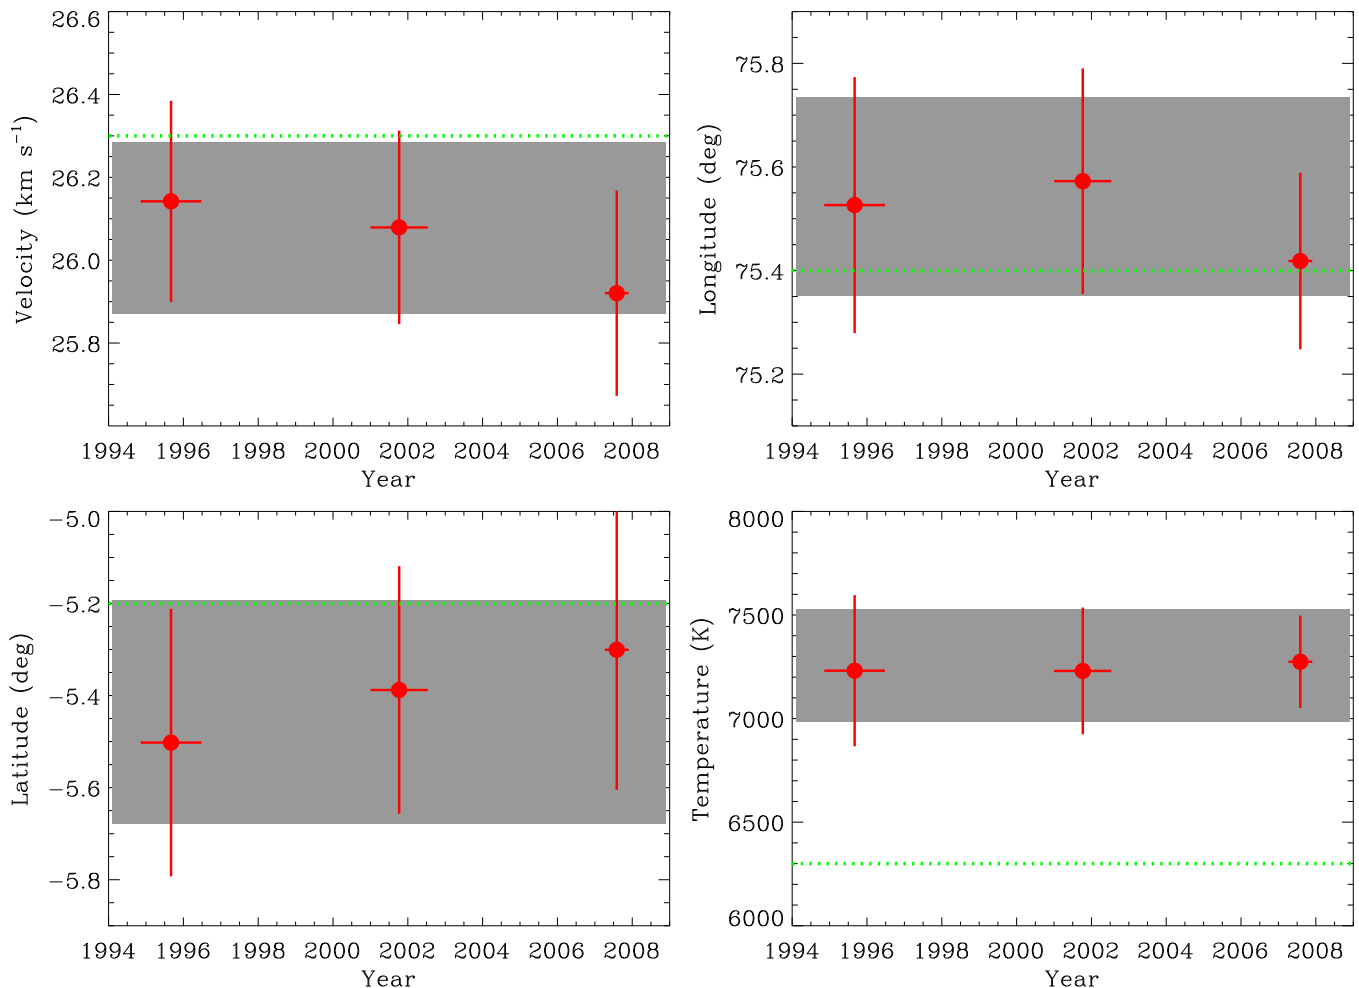 26.6
26.4
26.2
26.0
25.8
Velocity (km s⁻¹)
1994 1996 1998 2000 2002 2004 2006 2008
Year
75.8
75.6
75.4
75.2
Longitude (deg)
1994 1996 1998 2000 2002 2004 2006 2008
Year
−5.0
−5.2
−5.4
−5.6
−5.8
Latitude (deg)
1994 1996 1998 2000 2002 2004 2006 2008
Year
8000
7500
7000
6500
6000
Temperature (K)
1994 1996 1998 2000 2002 2004 2006 2008
Year